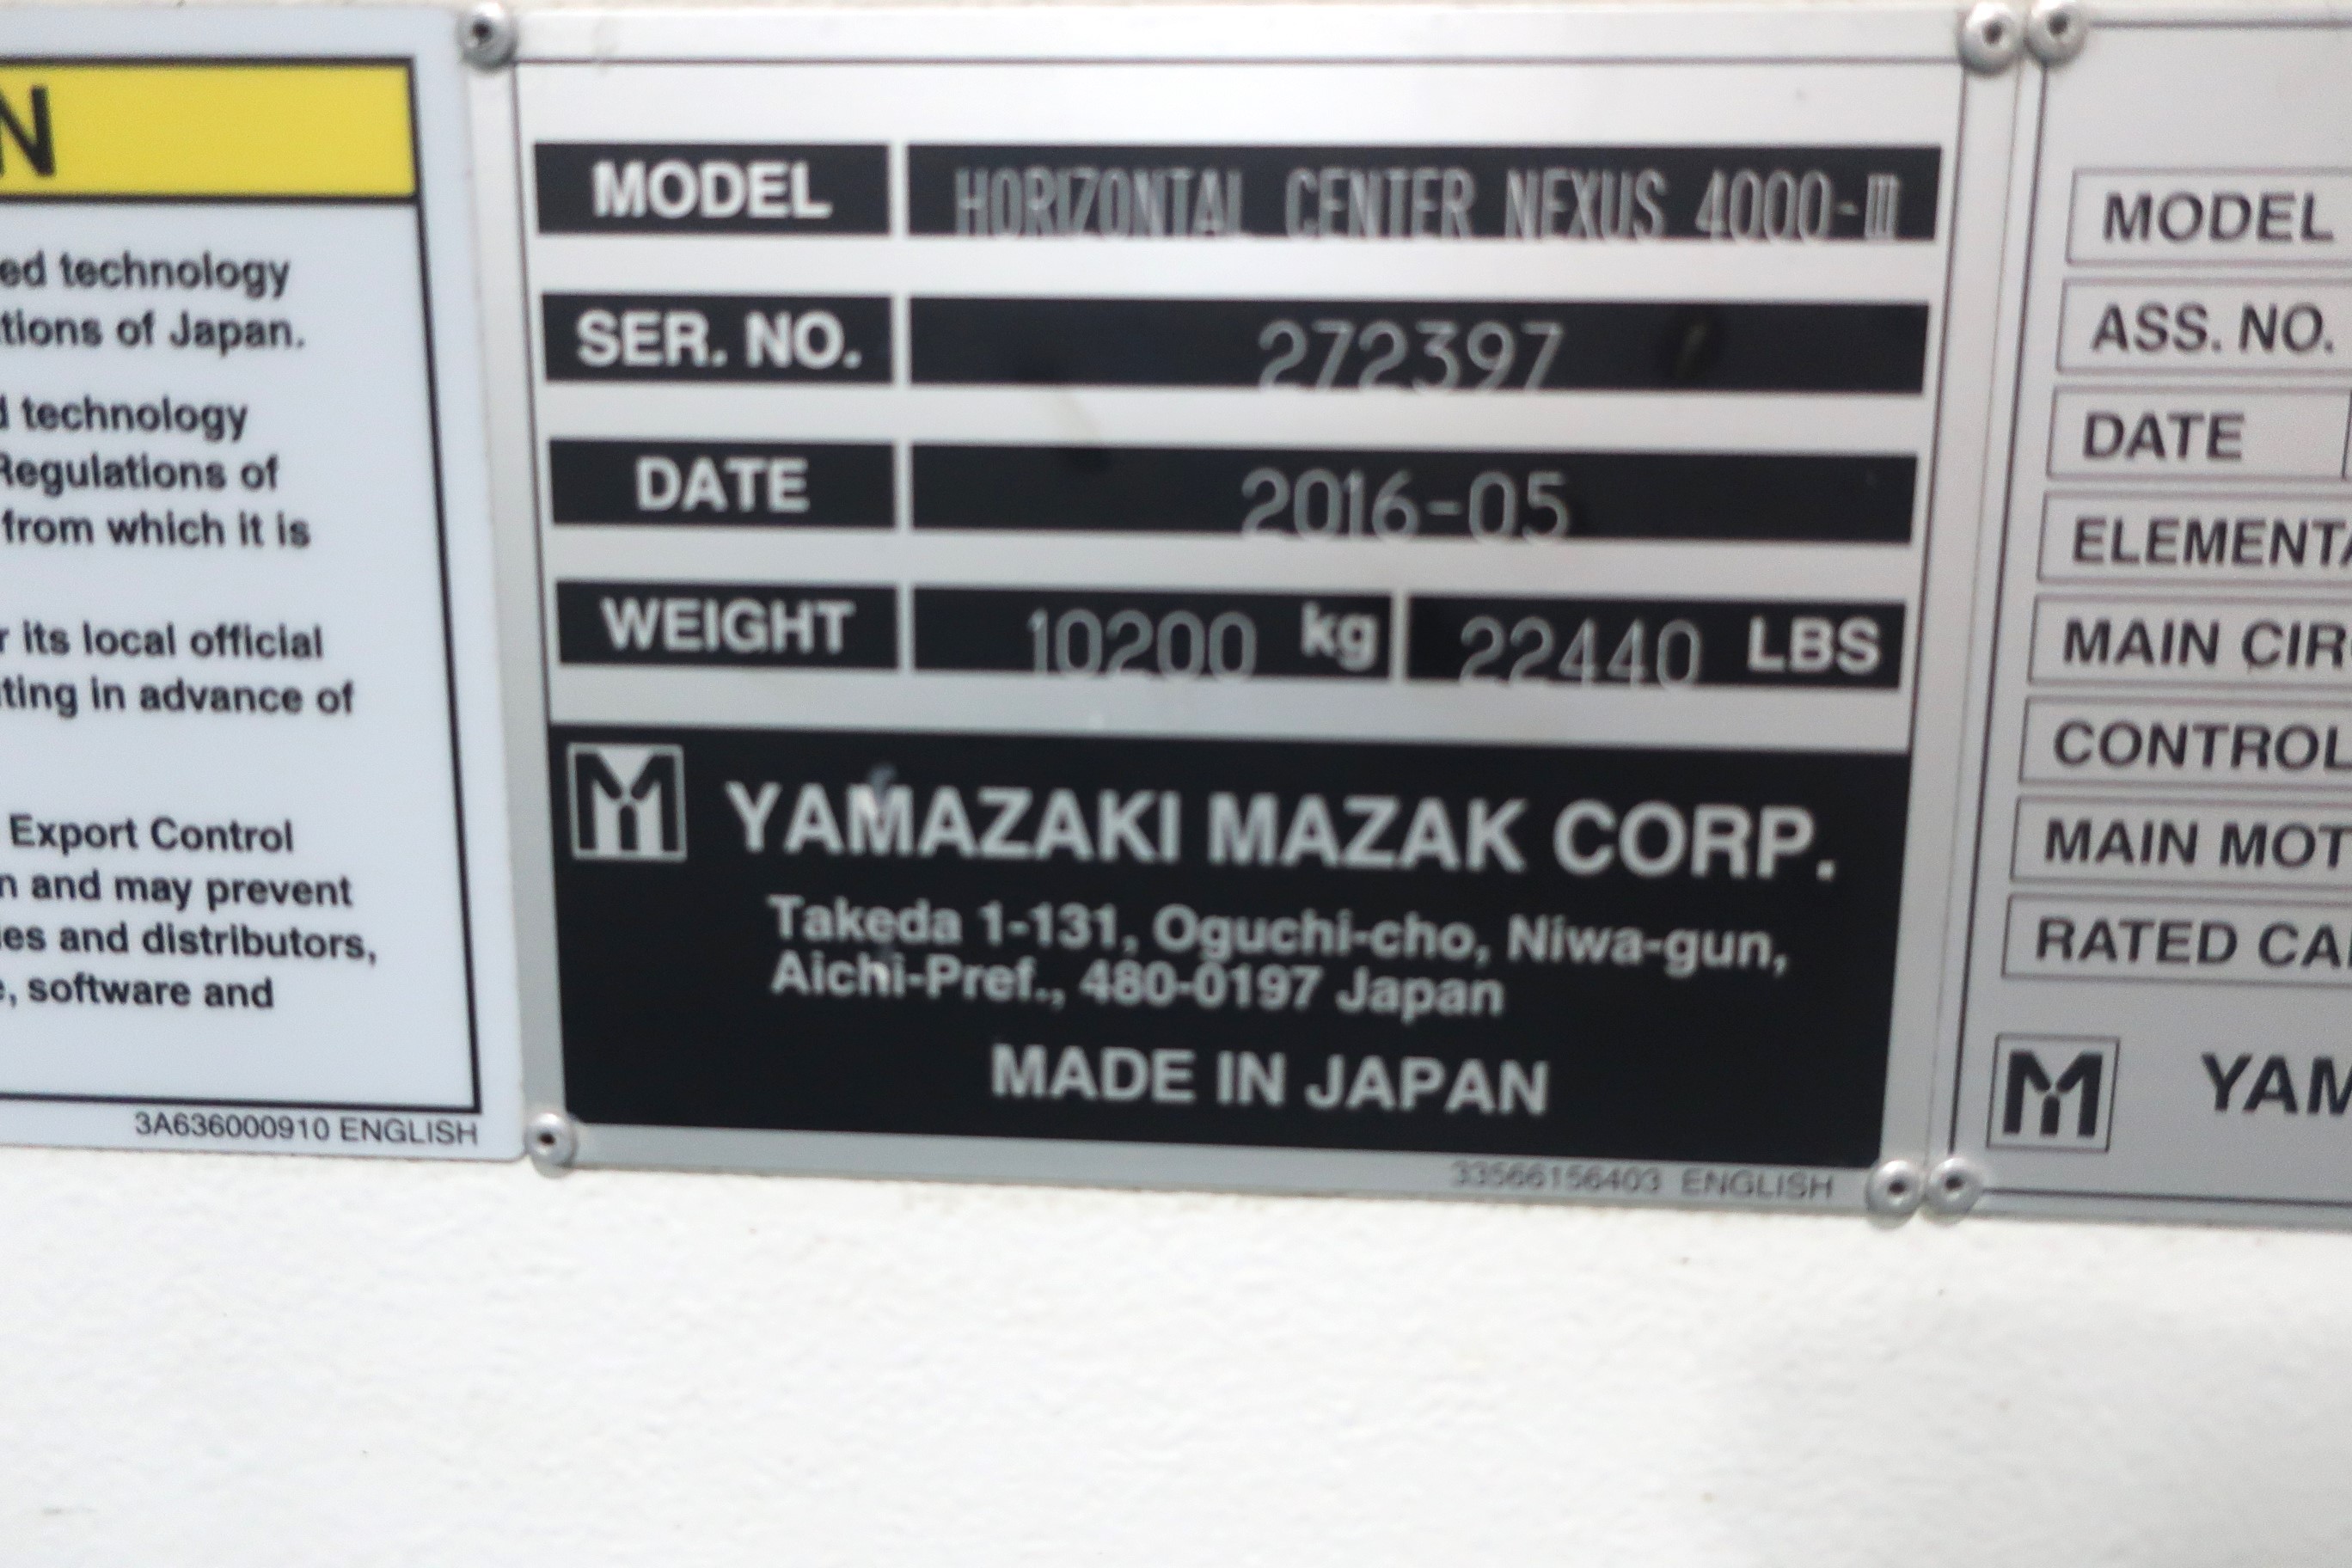 N
ed technology
tions of Japan.
d technology
Regulations of
from which it is
r its local official
ting in advance of
Export Control
n and may prevent
ies and distributors,
e, software and
3A636000910 ENGLISH
MODEL HORIZONTAL CENTER NEXUS 4000-III
SER. NO. 272397
DATE 2016-05
WEIGHT 10200 kg 22440 LBS
YAMAZAKI MAZAK CORP.
Takeda 1-131, Oguchi-cho, Niwa-gun,
Aichi-Pref., 480-0197 Japan
MADE IN JAPAN
33566156403 ENGLISH
MODEL
ASS. NO.
DATE
ELEMENTA
MAIN CIR
CONTROL
MAIN MOT
RATED CA
YAM